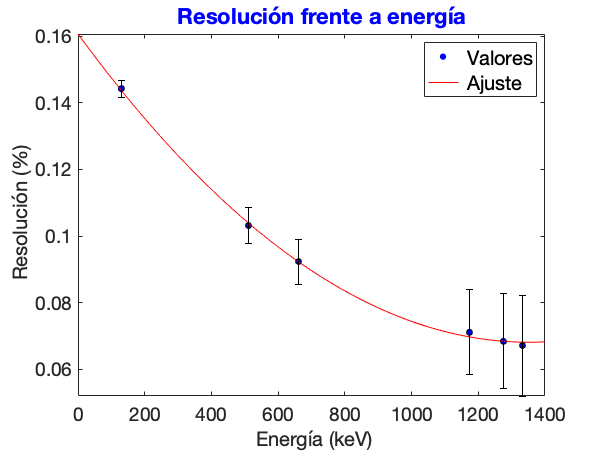 Resolución frente a energía
Valores
Ajuste
Resolución (%)
0.16
0.14
0.12
0.1
0.08
0.06
0 200 400 600 800 1000 1200 1400
Energía (keV)